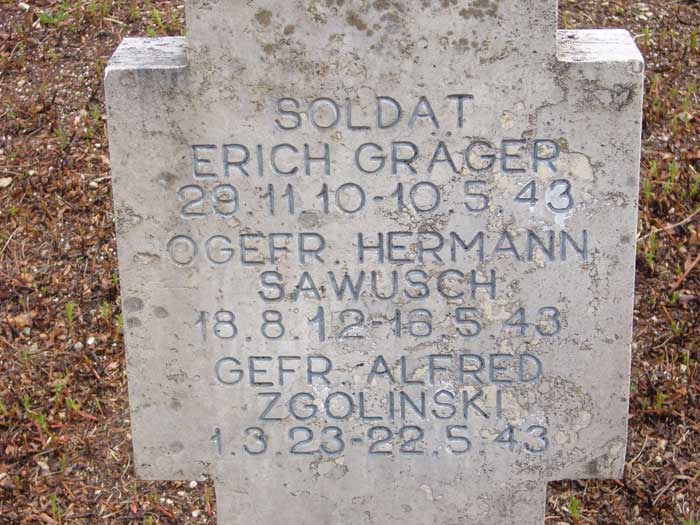 SOLDAT
ERICH GRÄGER
29.11.10-10.5.43
OGEFR. HERMANN
SAWUSCH
18.8.12-18.5.43
GEFR. ALFRED
ZGOLINSKI
1.3.23-22.5.43